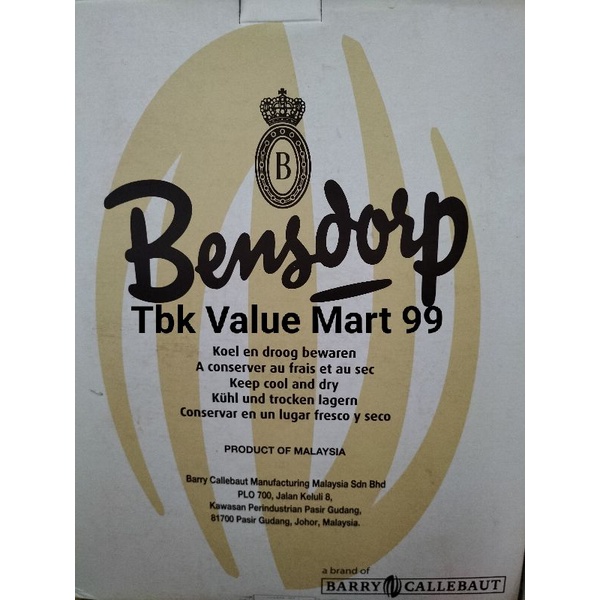 B
Bensdorp
Tbk Value Mart 99
Koel en droog bewaren
A conserver au frais et au sec
Keep cool and dry
Kühl und trocken lagern
Conservar en un lugar fresco y seco
PRODUCT OF MALAYSIA
Barry Callebaut Manufacturing Malaysia Sdn Bhd
PLO 700, Jalan Keluli 8,
Kawasan Perindustrian Pasir Gudang,
81700 Pasir Gudang, Johor, Malaysia.
a brand of
BARRY CALLEBAUT